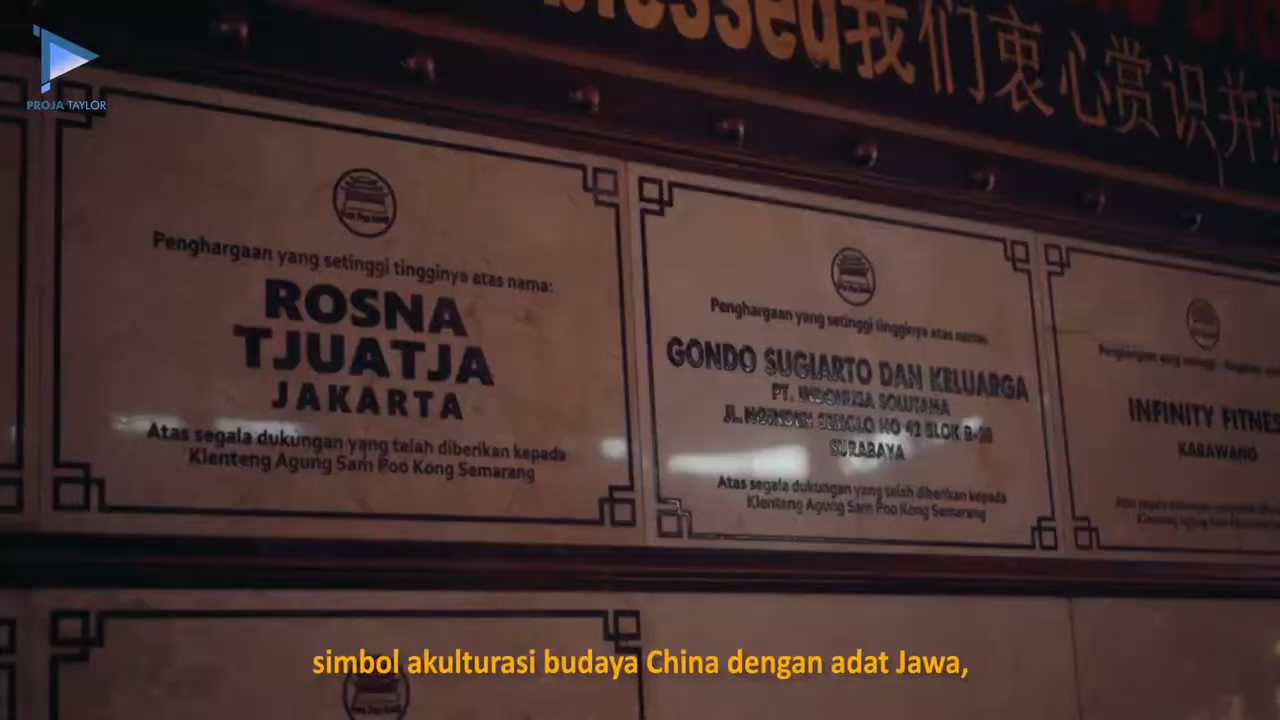 PROJA TAYLOR
我们衷心赏识并
Penghargaan yang setinggi tingginya atas nama:
ROSNA
TJUATJA
JAKARTA
Atas segala dukungan yang telah diberikan kepada
Klenteng Agung Sam Poo Kong Semarang
Penghargaan yang setinggi tingginya atas nama:
GONDO SUGIARTO DAN KELUARGA
SURABAYA
Atas segala dukungan yang telah diberikan kepada
Klenteng Agung Sam Poo Kong Semarang
INFINITY
KARAWANG
simbol akulturasi budaya China dengan adat Jawa,